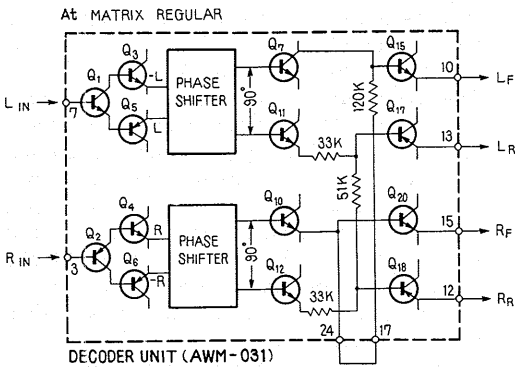 At MATRIX REGULAR
Q3
Q7
Q15
Q1
-L
PHASE
SHIFTER
90°
120K
10
LF
L IN
7
Q5
L
Q11
Q17
33K
13
LR
51K
Q4
Q10
Q20
Q2
R
PHASE
SHIFTER
90°
15
RF
R IN
3
Q6
-R
Q12
Q18
33K
12
RR
24
17
DECODER UNIT (AWM-031)